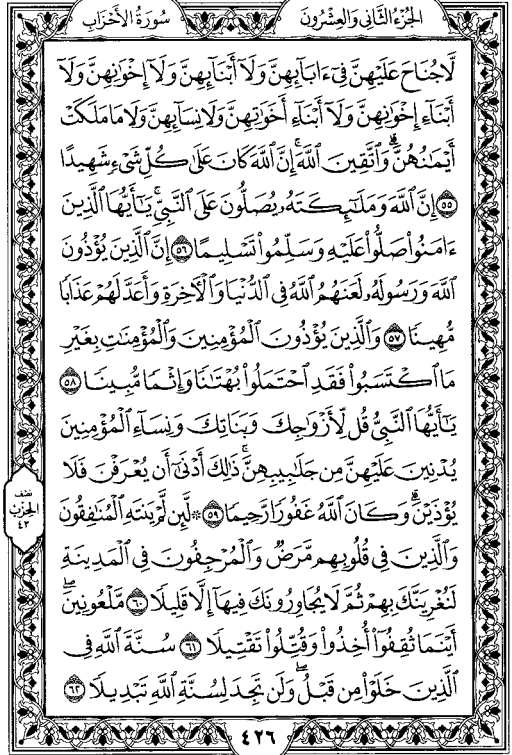 الجزء الثاني والعشرون
سورة الأحزاب
لَّا جُنَاحَ عَلَيْهِنَّ فِىٓ ءَابَآئِهِنَّ وَلَآ أَبْنَآئِهِنَّ وَلَآ إِخْوَٰنِهِنَّ وَلَآ
أَبْنَآءِ إِخْوَٰنِهِنَّ وَلَآ أَبْنَآءِ أَخَوَٰتِهِنَّ وَلَا نِسَآئِهِنَّ وَلَا مَا مَلَكَتْ
أَيْمَٰنُهُنَّ ۗ وَٱتَّقِينَ ٱللَّهَ ۚ إِنَّ ٱللَّهَ كَانَ عَلَىٰ كُلِّ شَىْءٍ شَهِيدًا
٥٥ إِنَّ ٱللَّهَ وَمَلَٰٓئِكَتَهُۥ يُصَلُّونَ عَلَى ٱلنَّبِىِّ ۚ يَٰٓأَيُّهَا ٱلَّذِينَ
ءَامَنُوا۟ صَلُّوا۟ عَلَيْهِ وَسَلِّمُوا۟ تَسْلِيمًا ٥٦ إِنَّ ٱلَّذِينَ يُؤْذُونَ
ٱللَّهَ وَرَسُولَهُۥ لَعَنَهُمُ ٱللَّهُ فِى ٱلدُّنْيَا وَٱلْءَاخِرَةِ وَأَعَدَّ لَهُمْ عَذَابًا
مُّهِينًا ٥٧ وَٱلَّذِينَ يُؤْذُونَ ٱلْمُؤْمِنِينَ وَٱلْمُؤْمِنَٰتِ بِغَيْرِ
مَا ٱكْتَسَبُوا۟ فَقَدِ ٱحْتَمَلُوا۟ بُهْتَٰنًا وَإِثْمًا مُّبِينًا ٥٨
يَٰٓأَيُّهَا ٱلنَّبِىُّ قُل لِّأَزْوَٰجِكَ وَبَنَاتِكَ وَنِسَآءِ ٱلْمُؤْمِنِينَ
يُدْنِينَ عَلَيْهِنَّ مِن جَلَٰبِيبِهِنَّ ۚ ذَٰلِكَ أَدْنَىٰٓ أَن يُعْرَفْنَ فَلَا
يُؤْذَيْنَ ۗ وَكَانَ ٱللَّهُ غَفُورًا رَّحِيمًا ٥٩ ۞ لَّئِن لَّمْ يَنتَهِ ٱلْمُنَٰفِقُونَ
وَٱلَّذِينَ فِى قُلُوبِهِم مَّرَضٌ وَٱلْمُرْجِفُونَ فِى ٱلْمَدِينَةِ
لَنُغْرِيَنَّكَ بِهِمْ ثُمَّ لَا يُجَاوِرُونَكَ فِيهَآ إِلَّا قَلِيلًا ٦٠ مَّلْعُونِينَ ۖ
أَيْنَمَا ثُقِفُوٓا۟ أُخِذُوا۟ وَقُتِّلُوا۟ تَقْتِيلًا ٦١ سُنَّةَ ٱللَّهِ فِى
ٱلَّذِينَ خَلَوْا۟ مِن قَبْلُ ۖ وَلَن تَجِدَ لِسُنَّةِ ٱللَّهِ تَبْدِيلًا ٦٢
نصف
الحزب
٤٣
٤٢٦